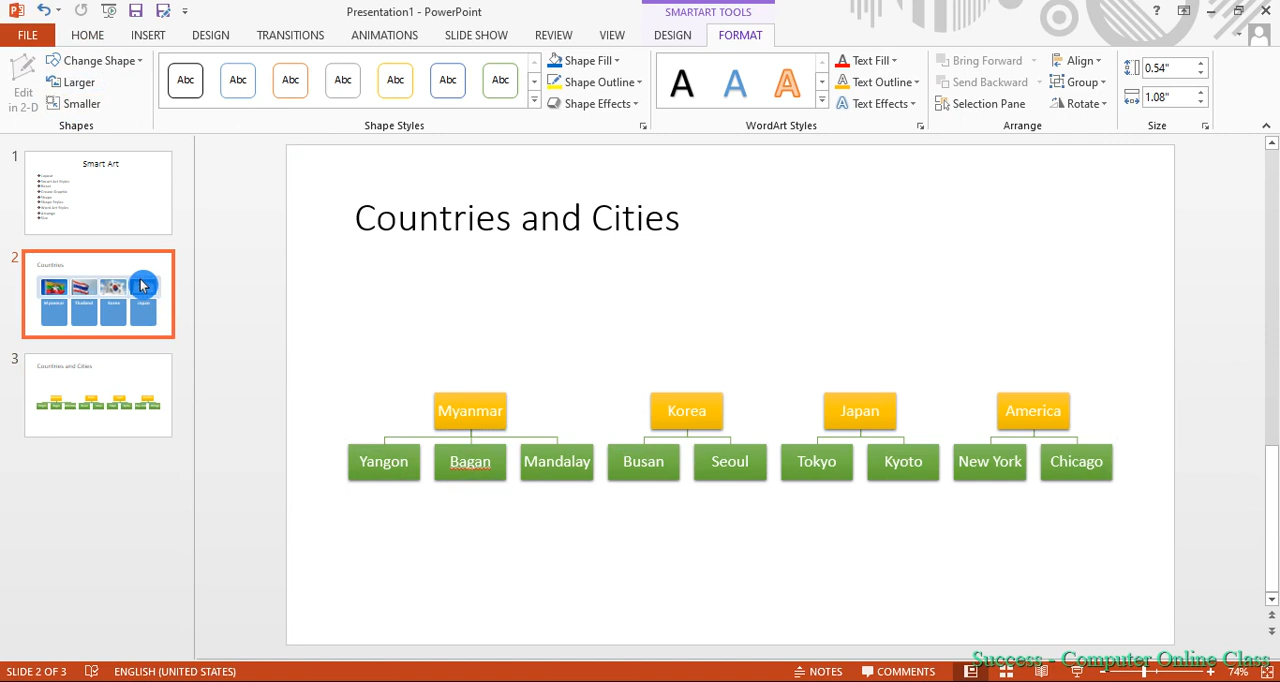 Presentation1 - PowerPoint
SMARTART TOOLS
?
FILE
HOME
INSERT
DESIGN
TRANSITIONS
ANIMATIONS
SLIDE SHOW
REVIEW
VIEW
DESIGN
FORMAT
Edit
in 2-D
Change Shape
Larger
Smaller
Shapes
Abc
Abc
Abc
Abc
Abc
Abc
Abc
Shape Fill
Shape Outline
Shape Effects
Shape Styles
A
A
A
Text Fill
Text Outline
Text Effects
WordArt Styles
Bring Forward
Send Backward
Selection Pane
Align
Group
Rotate
Arrange
0.54"
1.08"
Size
1
Smart Art
2
Countries
Myanmar
Thailand
Korea
Japan
3
Countries and Cities
Countries and Cities
Myanmar
Korea
Japan
America
Yangon
Bagan
Mandalay
Busan
Seoul
Tokyo
Kyoto
New York
Chicago
SLIDE 2 OF 3
ENGLISH (UNITED STATES)
NOTES
COMMENTS
74%
Success - Computer Online Class